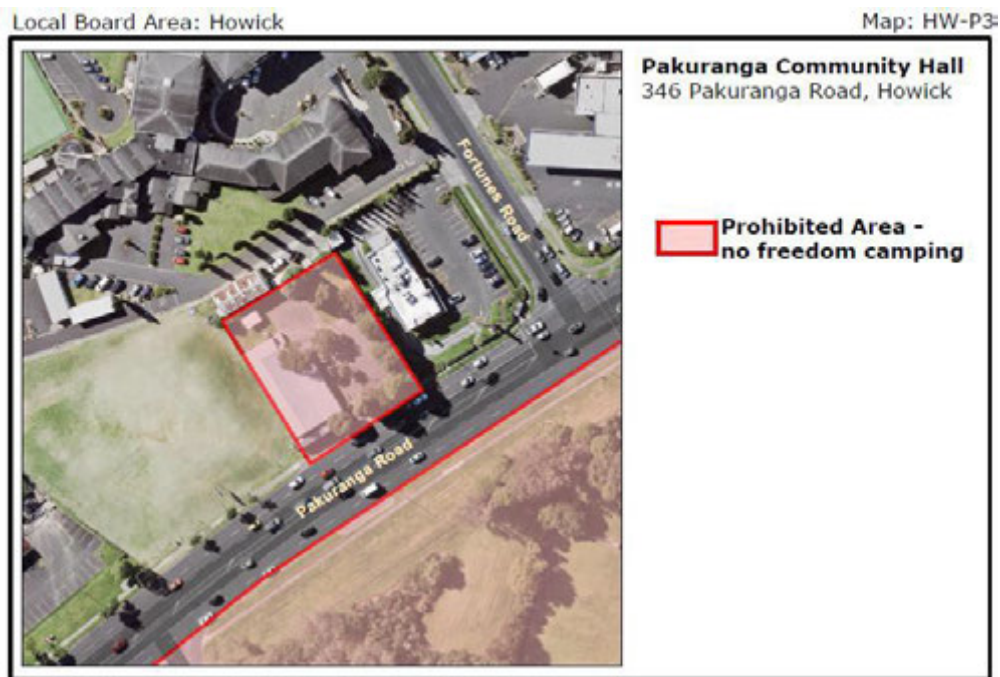 Local Board Area: Howick
Map: HW-P3
Pakuranga Community Hall
346 Pakuranga Road, Howick
Fortunes Road
Prohibited Area -
no freedom camping
Pakuranga Road